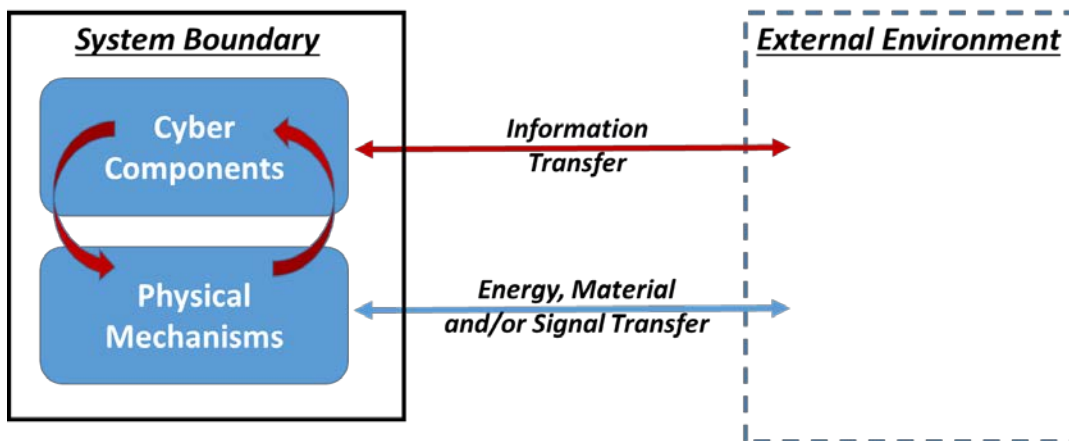 System Boundary
External Environment
Cyber
Components
Information
Transfer
Physical
Mechanisms
Energy, Material
and/or Signal Transfer